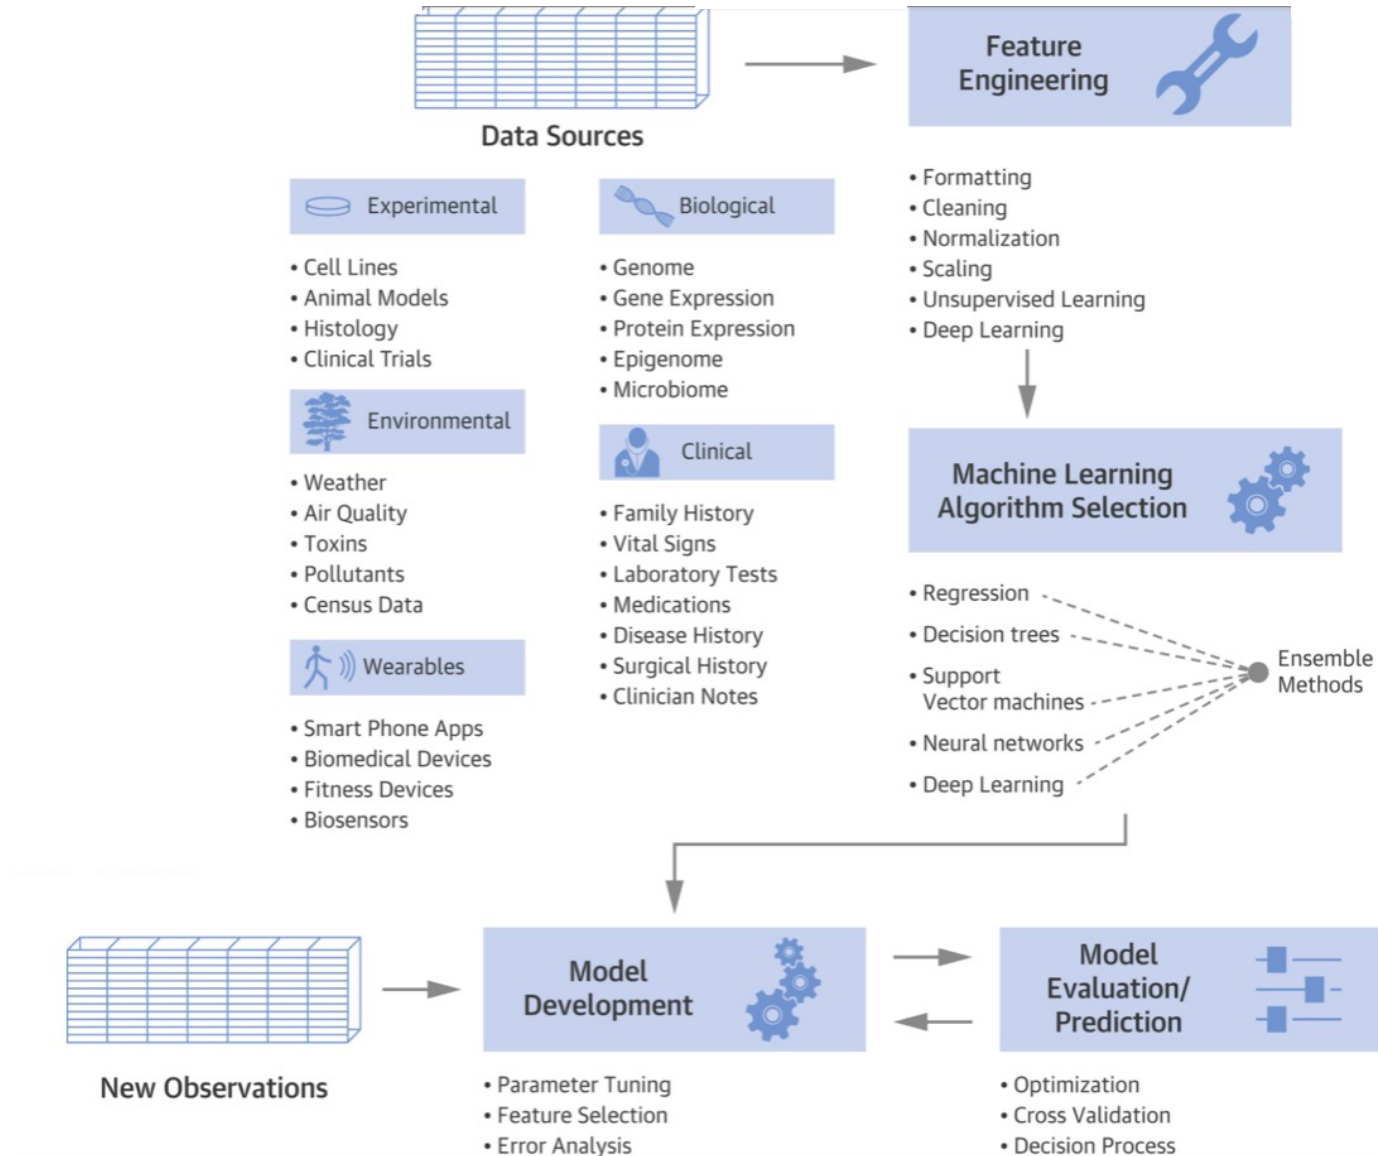 Data Sources
Feature
Engineering
Experimental
• Cell Lines
• Animal Models
• Histology
• Clinical Trials
Environmental
• Weather
• Air Quality
• Toxins
• Pollutants
• Census Data
Wearables
• Smart Phone Apps
• Biomedical Devices
• Fitness Devices
• Biosensors
Biological
• Genome
• Gene Expression
• Protein Expression
• Epigenome
• Microbiome
Clinical
• Family History
• Vital Signs
• Laboratory Tests
• Medications
• Disease History
• Surgical History
• Clinician Notes
• Formatting
• Cleaning
• Normalization
• Scaling
• Unsupervised Learning
• Deep Learning
Machine Learning
Algorithm Selection
• Regression
• Decision trees
• Support
Vector machines
• Neural networks
• Deep Learning
Ensemble
Methods
New Observations
Model
Development
• Parameter Tuning
• Feature Selection
• Error Analysis
Model
Evaluation/
Prediction
• Optimization
• Cross Validation
• Decision Process